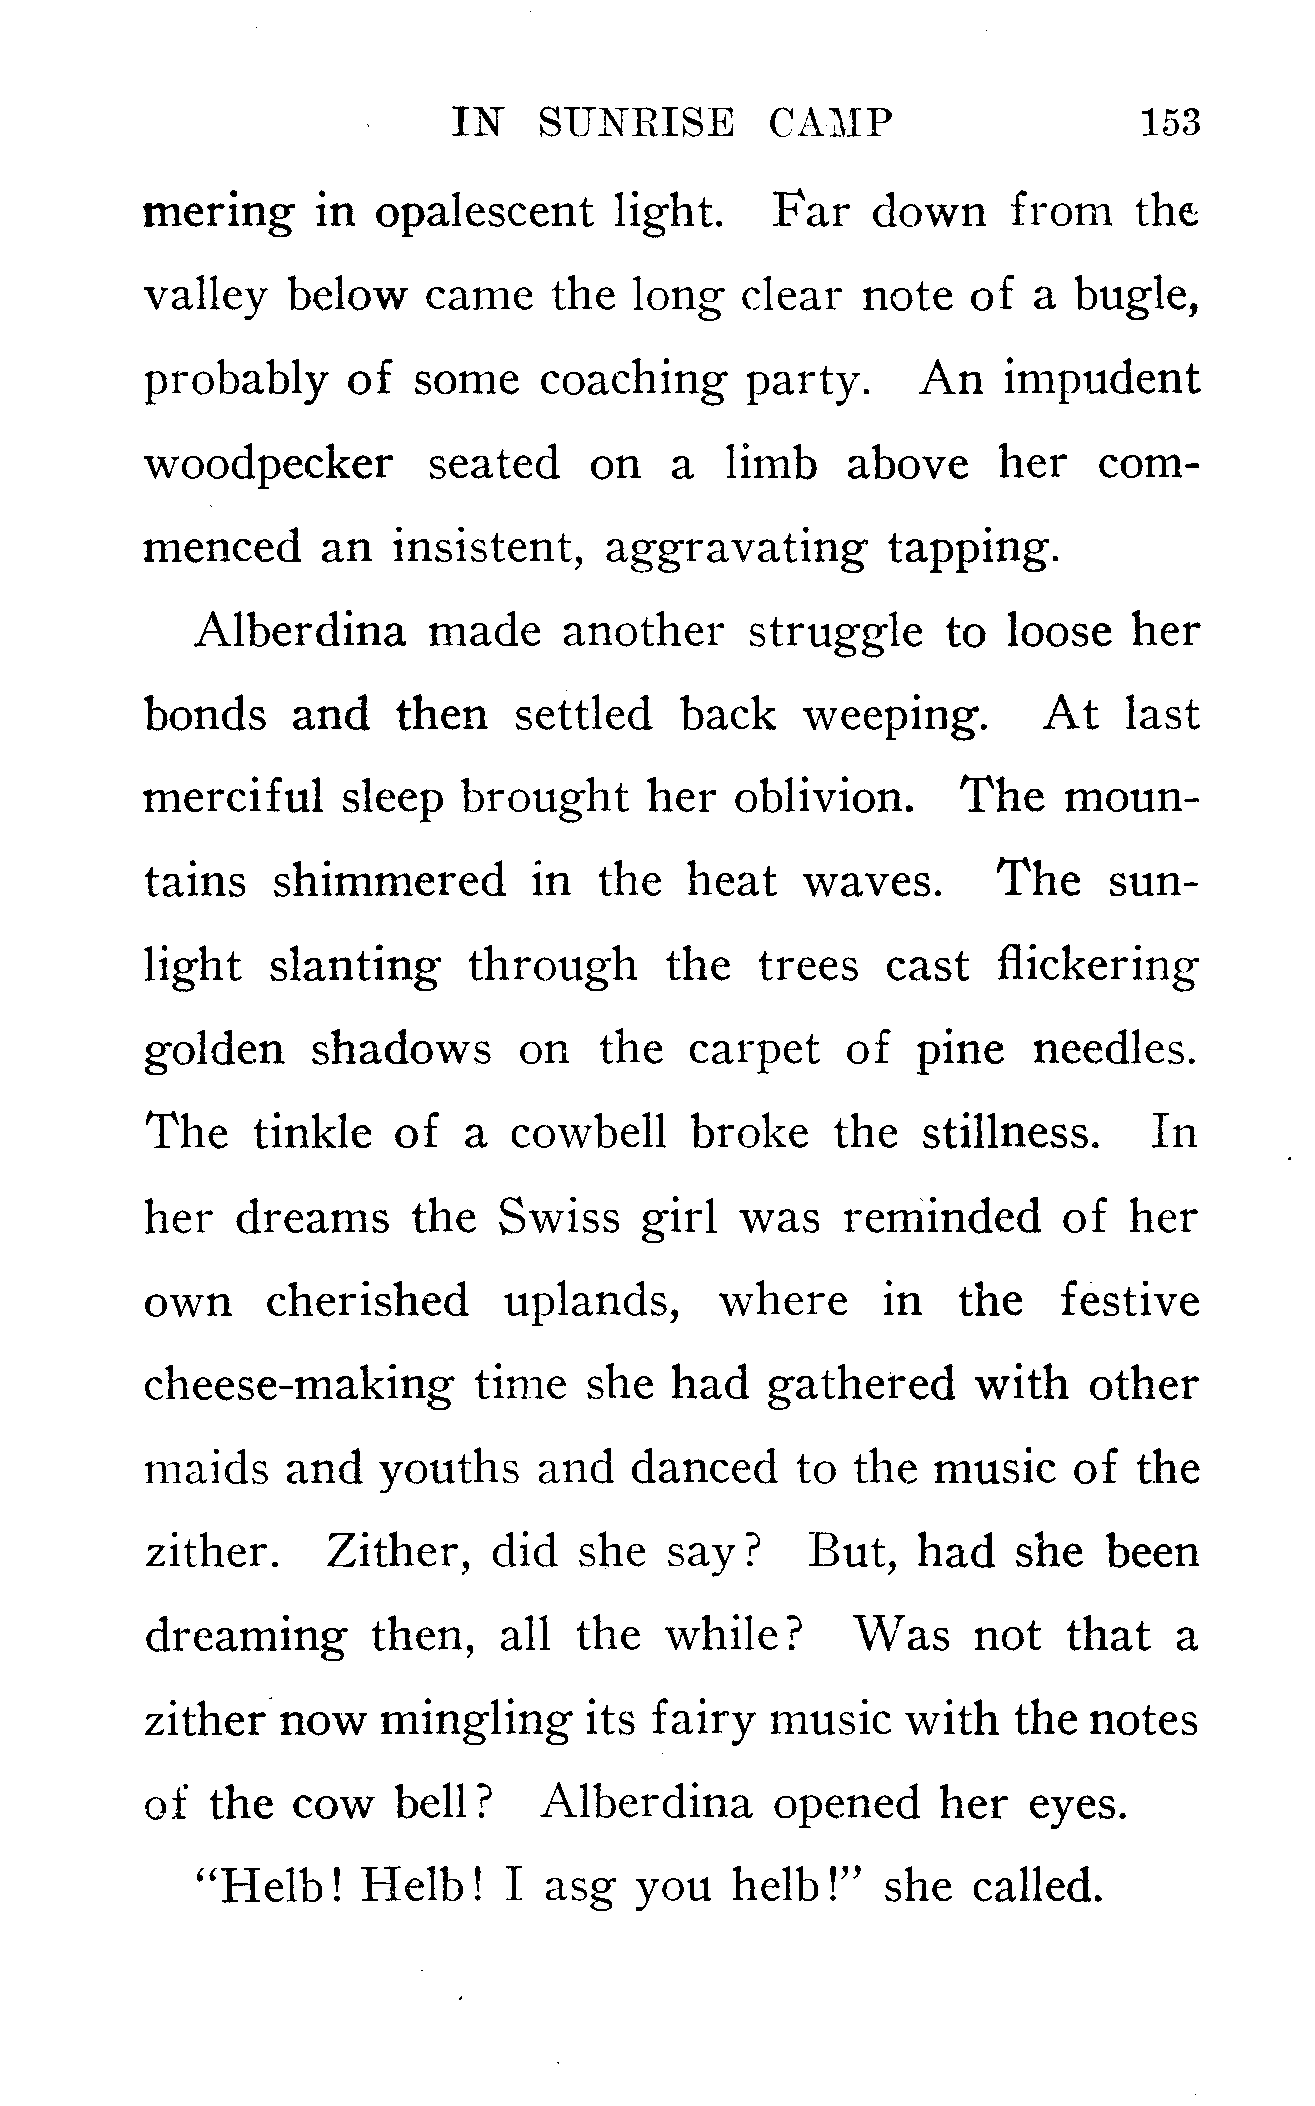 IN SUNRISE CAMP 153
mering in opalescent light. Far down from the
valley below came the long clear note of a bugle,
probably of some coaching party. An impudent
woodpecker seated on a limb above her com-
menced an insistent, aggravating tapping.
Alberdina made another struggle to loose her
bonds and then settled back weeping. At last
merciful sleep brought her oblivion. The moun-
tains shimmered in the heat waves. The sun-
light slanting through the trees cast flickering
golden shadows on the carpet of pine needles.
The tinkle of a cowbell broke the stillness. In
her dreams the Swiss girl was reminded of her
own cherished uplands, where in the festive
cheese-making time she had gathered with other
maids and youths and danced to the music of the
zither. Zither, did she say? But, had she been
dreaming then, all the while? Was not that a
zither now mingling its fairy music with the notes
of the cow bell? Alberdina opened her eyes.
“Helb! Helb! I asg you helb!” she called.